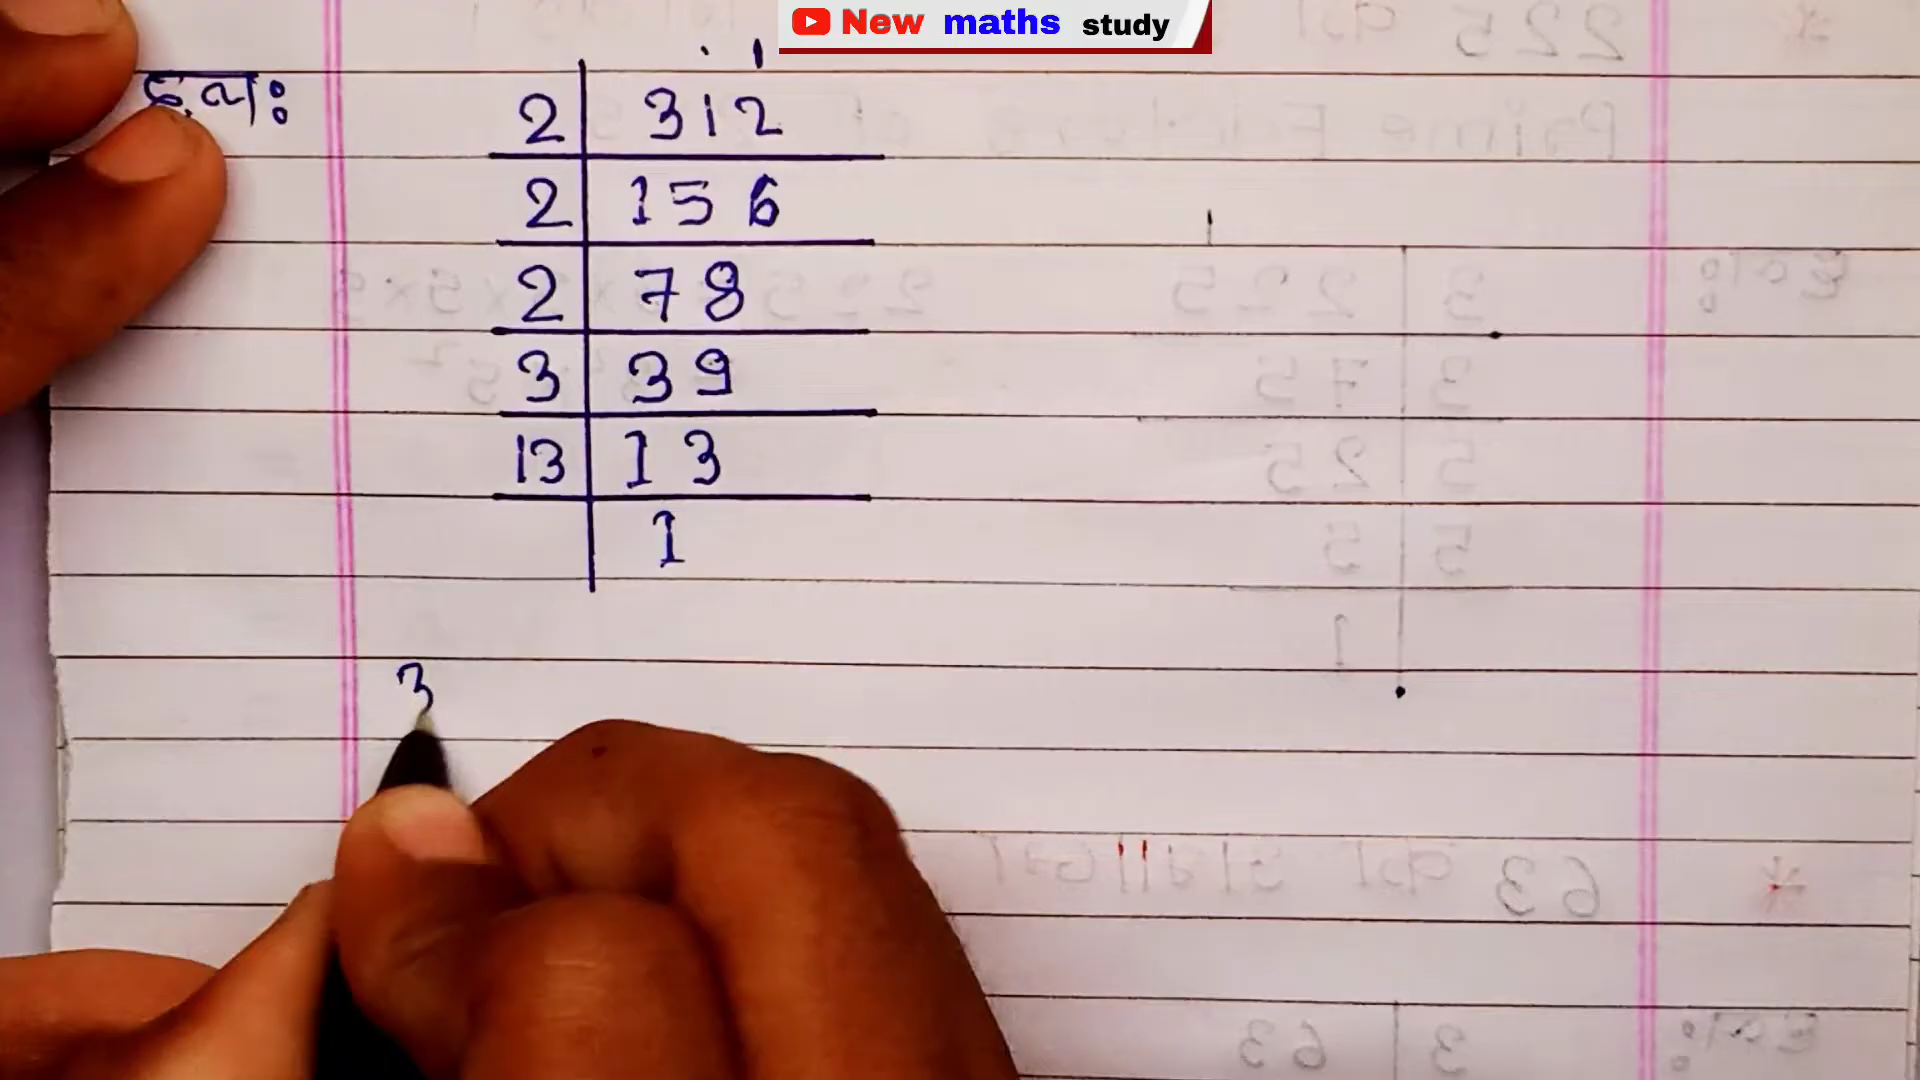 New maths study
हल:
2 | 312
2 | 156
2 | 78
3 | 39
13 | 13
1
3